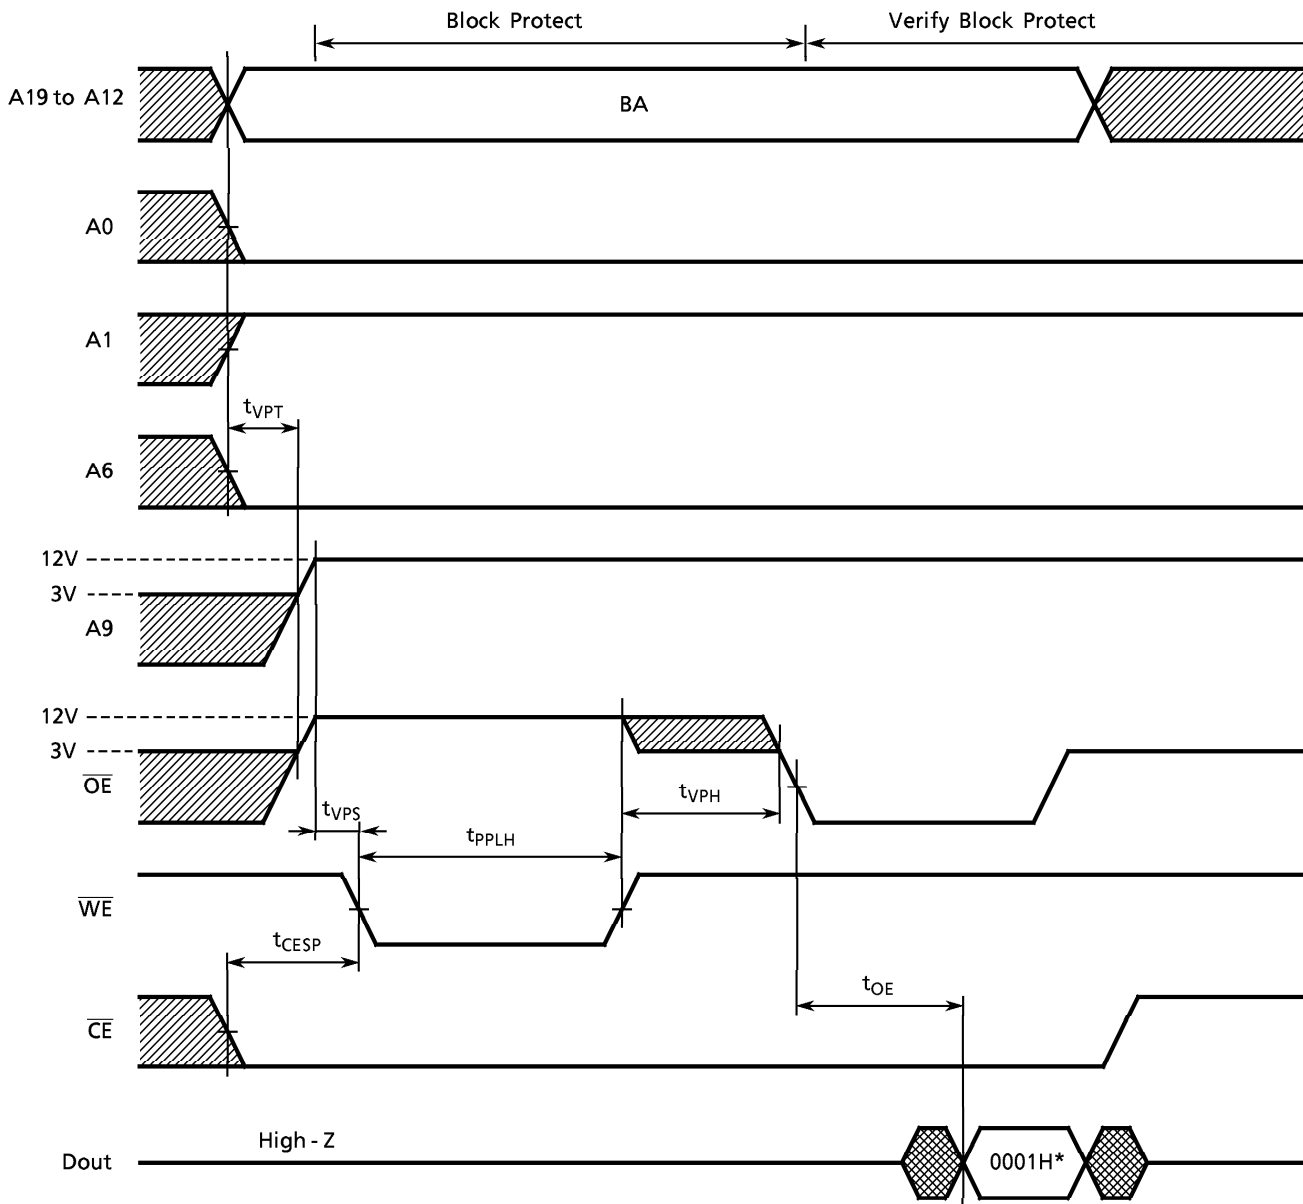 Block Protect
Verify Block Protect
A19 to A12
BA
A0
A1
tVPT
A6
12V
3V
A9
12V
3V
OE
tVPS
tVPH
tPPLH
WE
tCESP
tOE
CE
High - Z
Dout
0001H*